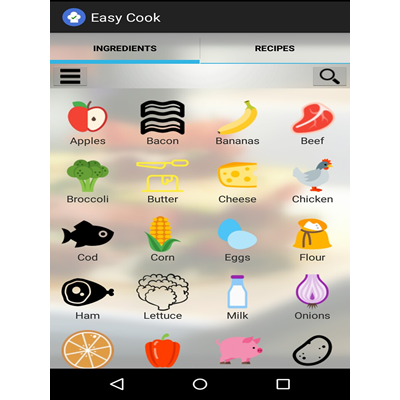 Easy Cook
INGREDIENTS
RECIPES
Apples
Bacon
Bananas
Beef
Broccoli
Butter
Cheese
Chicken
Cod
Corn
Eggs
Flour
Ham
Lettuce
Milk
Onions